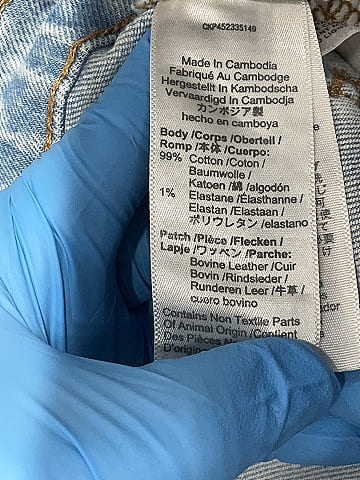 CKP452335149
Made In Cambodia
Fabriqué Au Cambodge
Hergestellt In Kambodscha
Vervaardigd In Cambodja
カンボジア製
hecho en camboya
Body /Corps /Oberteil /
Romp /本体 /Cuerpo:
99% Cotton /Coton /
Baumwolle /
Katoen /綿 /algodón
1% Elastane /Élasthanne /
Elastan /Elastaan /
ポリウレタン /elastano
Patch /Pièce /Flecken /
Lapje /ワッペン /Parche:
Bovine Leather /Cuir
Bovin /Rindsleder /
Runderen Leer /牛革 /
cuero bovino
Contains Non Textile Parts
Of Animal Origin /Contient
Des Pièces
D'origine